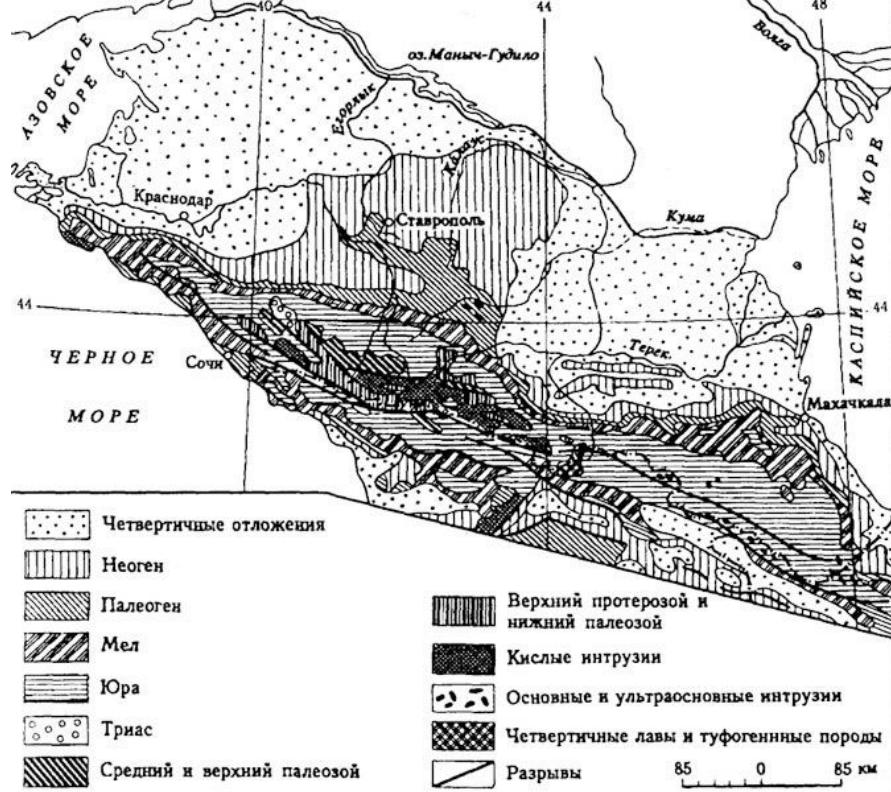 40
44
48
АЗОВСКОЕ
МОРЕ
оз. Маныч-Гудило
Волга
Егорлык
Калаус
Краснодар
Ставрополь
Кума
44
44
КАСПИЙСКОЕ МОРЕ
ЧЕРНОЕ
МОРЕ
Сочи
Терек.
Махачкала
Четвертичные отложения
Неоген
Палеоген
Мел
Юра
Триас
Средний и верхний палеозой
Верхний протерозой и
нижний палеозой
Кислые интрузии
Основные и ультраосновные интрузии
Четвертичные лавы и туфогеннные породы
Разрывы
85 0 85 км